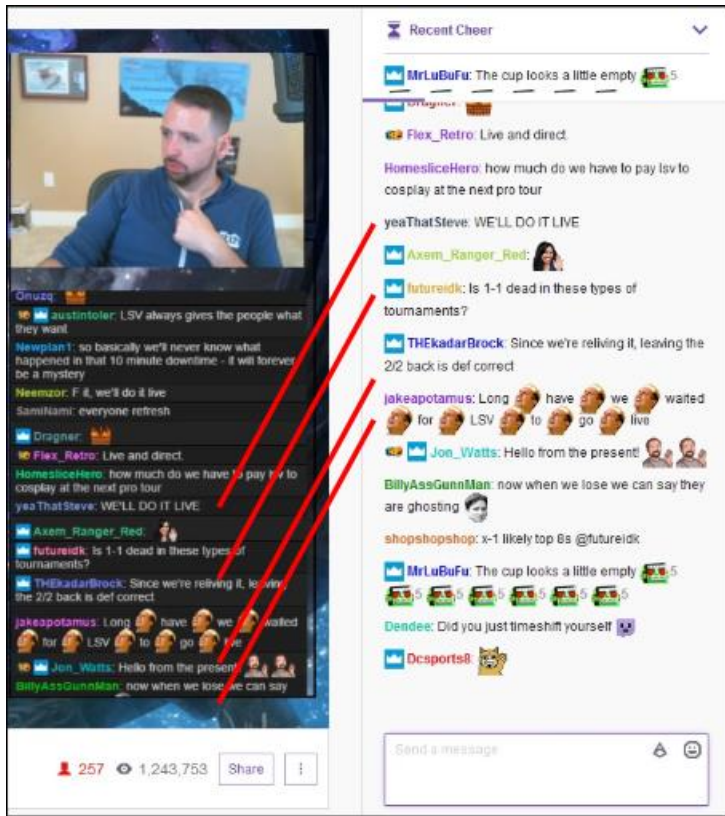 Onuzq:
austintoler: LSV always gives the people what
they want
Newplan1: so basically we'll never know what
happened in that 10 minute downtime - it will forever
be a mystery
Neemzor: F it, we'll do it live
SamiNami: everyone refresh
Dragner:
Flex_Retro: Live and direct.
HomesliceHero: how much do we have to pay lsv to
cosplay at the next pro tour
yeaThatSteve: WE'LL DO IT LIVE
Axem_Ranger_Red:
futureidk: Is 1-1 dead in these types of
tournaments?
THEkadarBrock: Since we're reliving it, leaving
the 2/2 back is def correct
jakeapotamus: Long have we waited
for LSV to go live
Jon_Watts: Hello from the present!
BillyAssGunnMan: now when we lose we can say
257 1,243,753 Share
Recent Cheer
MrLuBuFu: The cup looks a little empty 5
Dragner:
Flex_Retro: Live and direct.
HomesliceHero: how much do we have to pay lsv to
cosplay at the next pro tour
yeaThatSteve: WE'LL DO IT LIVE
Axem_Ranger_Red:
futureidk: Is 1-1 dead in these types of
tournaments?
THEkadarBrock: Since we're reliving it, leaving the
2/2 back is def correct
jakeapotamus: Long have we waited
for LSV to go live
Jon_Watts: Hello from the present!
BillyAssGunnMan: now when we lose we can say they
are ghosting
shopshopshop: x-1 likely top 8s @futureidk
MrLuBuFu: The cup looks a little empty 5
5 5 5 5 5 5
Dendee: Did you just timeshift yourself
Dcsports8:
Send a message